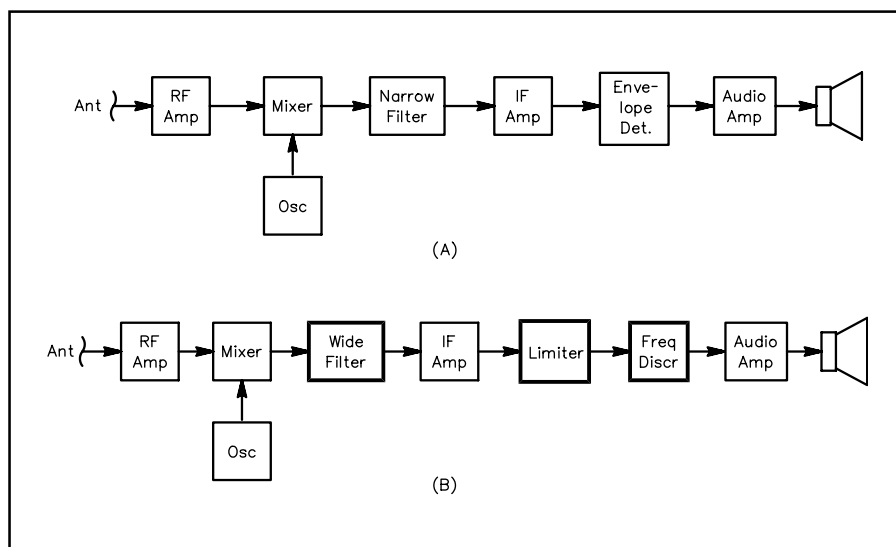 Ant
RF
Amp
Mixer
Narrow
Filter
IF
Amp
Enve-
lope
Det.
Audio
Amp
Osc
(A)
Ant
RF
Amp
Mixer
Wide
Filter
IF
Amp
Limiter
Freq
Discr
Audio
Amp
Osc
(B)